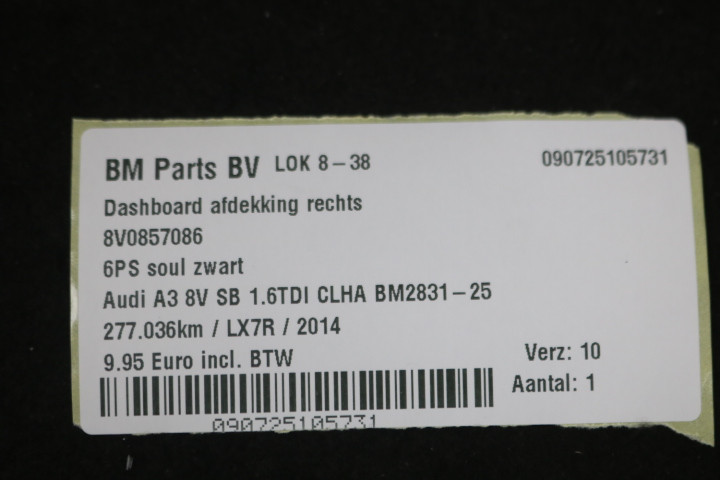 BM Parts BV LOK 8-38 090725105731
Dashboard afdekking rechts
8V0857086
6PS soul zwart
Audi A3 8V SB 1.6TDI CLHA BM2831-25
277.036km / LX7R / 2014
9.95 Euro incl. BTW Verz: 10
Aantal: 1
090725105731